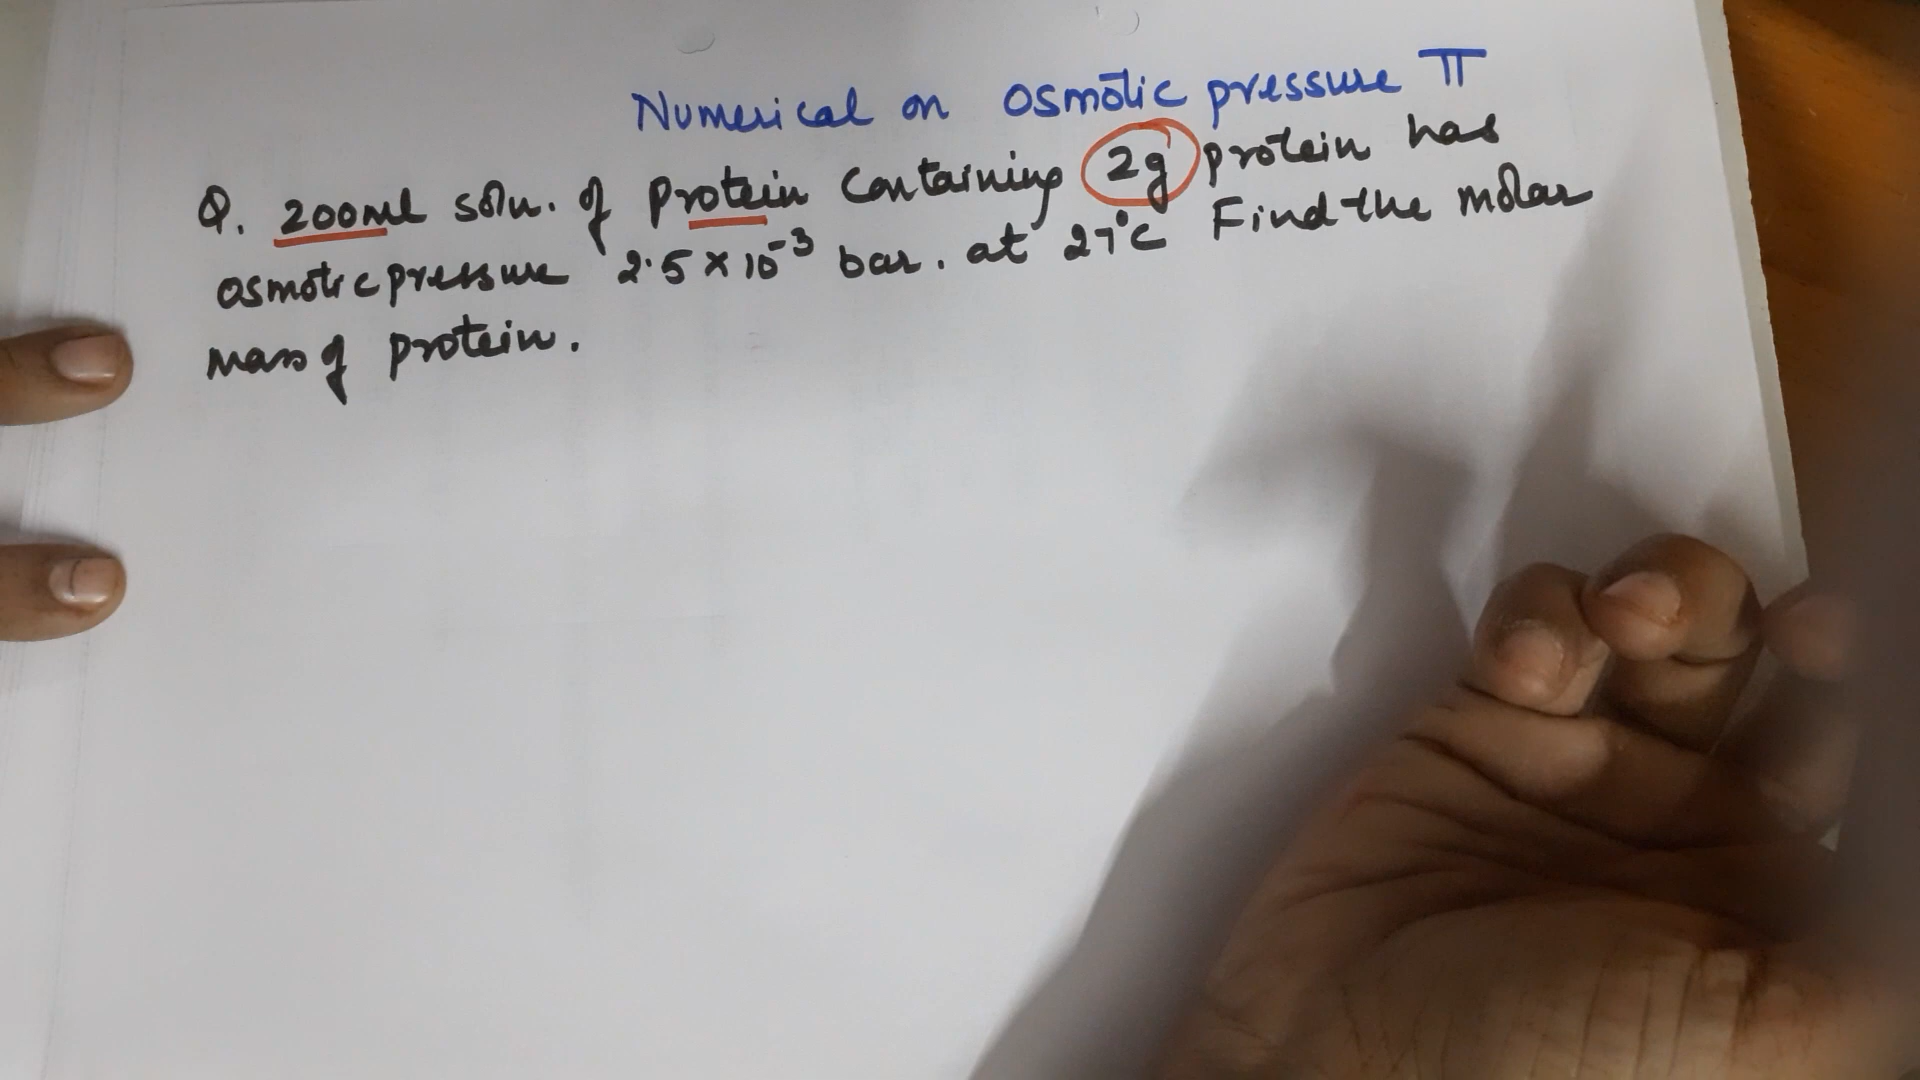 Numerical on osmotic pressure π
Q. 200ml soln. of protein containing 2g protein has
osmotic pressure 2.5 × 10⁻³ bar. at 27°C Find the molar
mass of protein.